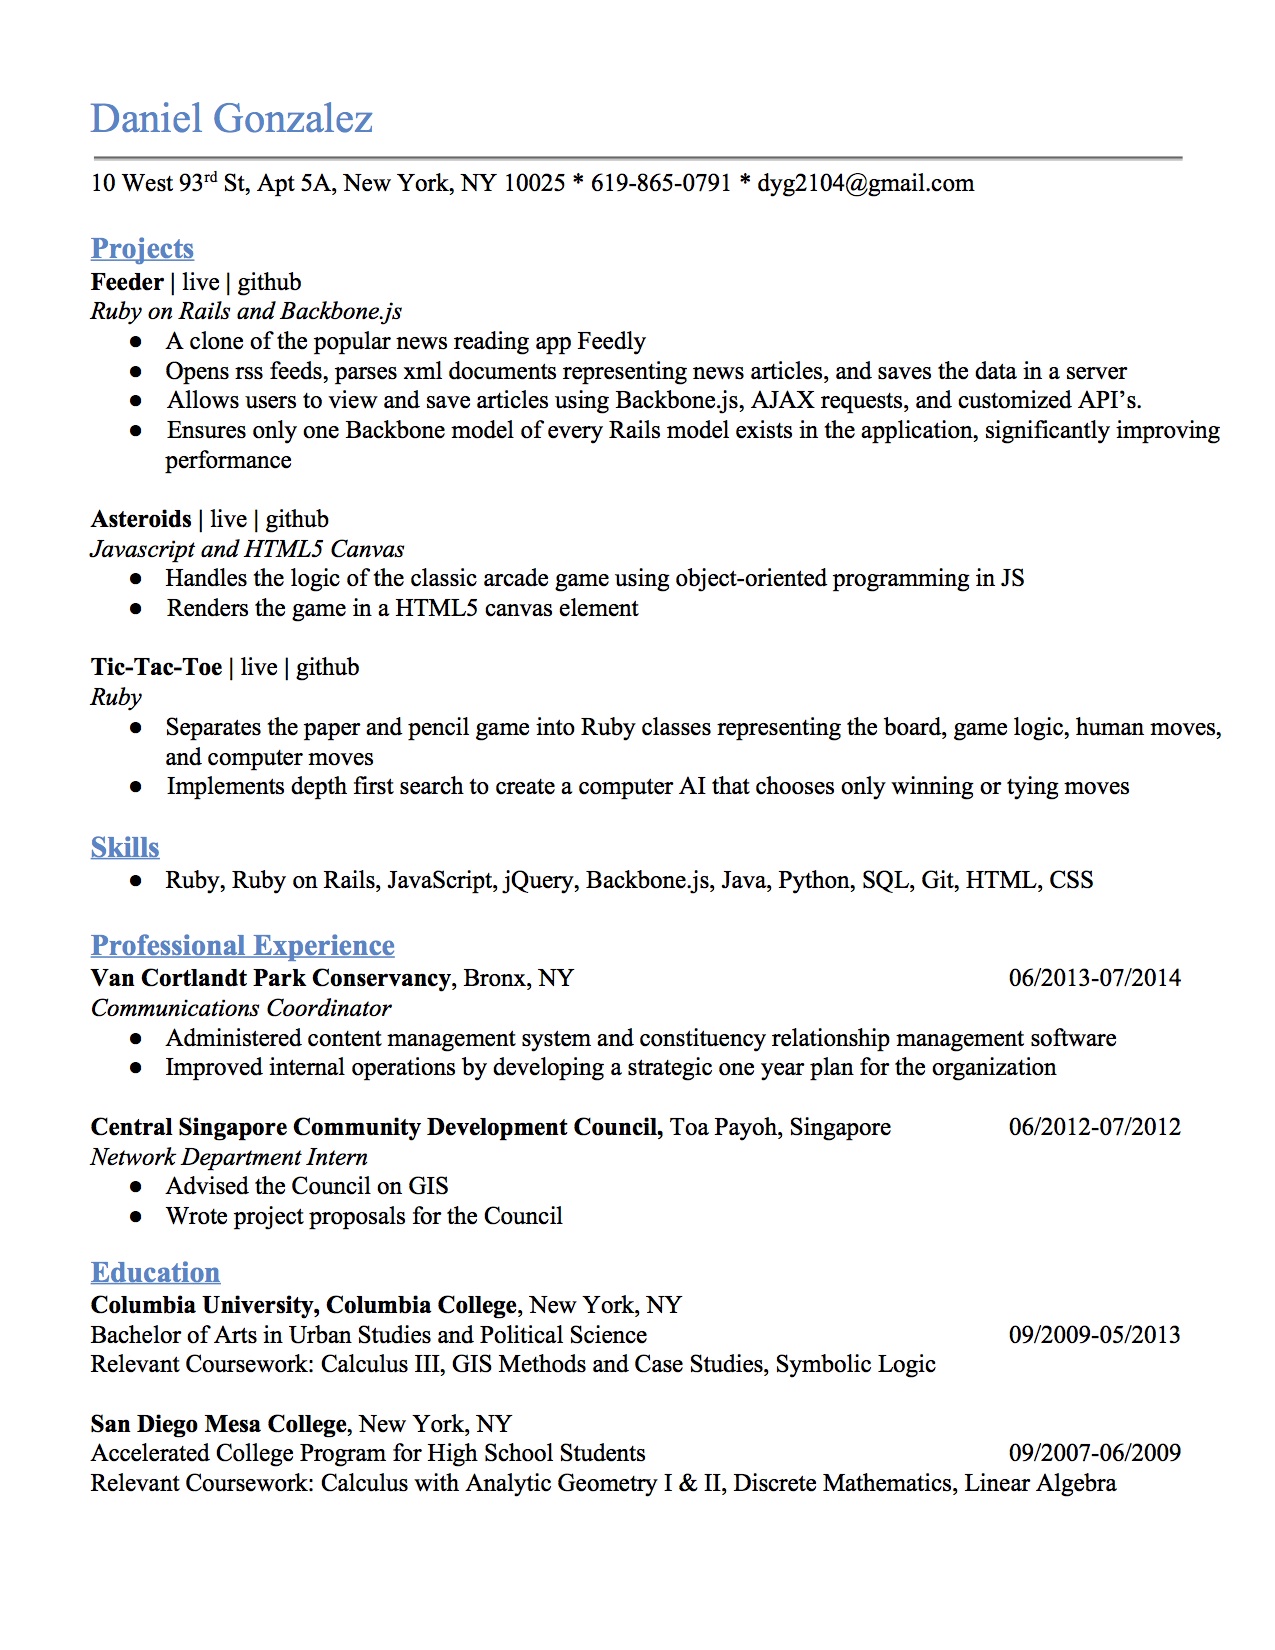 Daniel Gonzalez
10 West 93rd St, Apt 5A, New York, NY 10025 * 619-865-0791 * dyg2104@gmail.com
Projects
Feeder | live | github
Ruby on Rails and Backbone.js
● A clone of the popular news reading app Feedly
● Opens rss feeds, parses xml documents representing news articles, and saves the data in a server
● Allows users to view and save articles using Backbone.js, AJAX requests, and customized API’s.
● Ensures only one Backbone model of every Rails model exists in the application, significantly improving
performance
Asteroids | live | github
Javascript and HTML5 Canvas
● Handles the logic of the classic arcade game using object-oriented programming in JS
● Renders the game in a HTML5 canvas element
Tic-Tac-Toe | live | github
Ruby
● Separates the paper and pencil game into Ruby classes representing the board, game logic, human moves,
and computer moves
● Implements depth first search to create a computer AI that chooses only winning or tying moves
Skills
● Ruby, Ruby on Rails, JavaScript, jQuery, Backbone.js, Java, Python, SQL, Git, HTML, CSS
Professional Experience
Van Cortlandt Park Conservancy, Bronx, NY 06/2013-07/2014
Communications Coordinator
● Administered content management system and constituency relationship management software
● Improved internal operations by developing a strategic one year plan for the organization
Central Singapore Community Development Council, Toa Payoh, Singapore 06/2012-07/2012
Network Department Intern
● Advised the Council on GIS
● Wrote project proposals for the Council
Education
Columbia University, Columbia College, New York, NY
Bachelor of Arts in Urban Studies and Political Science 09/2009-05/2013
Relevant Coursework: Calculus III, GIS Methods and Case Studies, Symbolic Logic
San Diego Mesa College, New York, NY
Accelerated College Program for High School Students 09/2007-06/2009
Relevant Coursework: Calculus with Analytic Geometry I & II, Discrete Mathematics, Linear Algebra